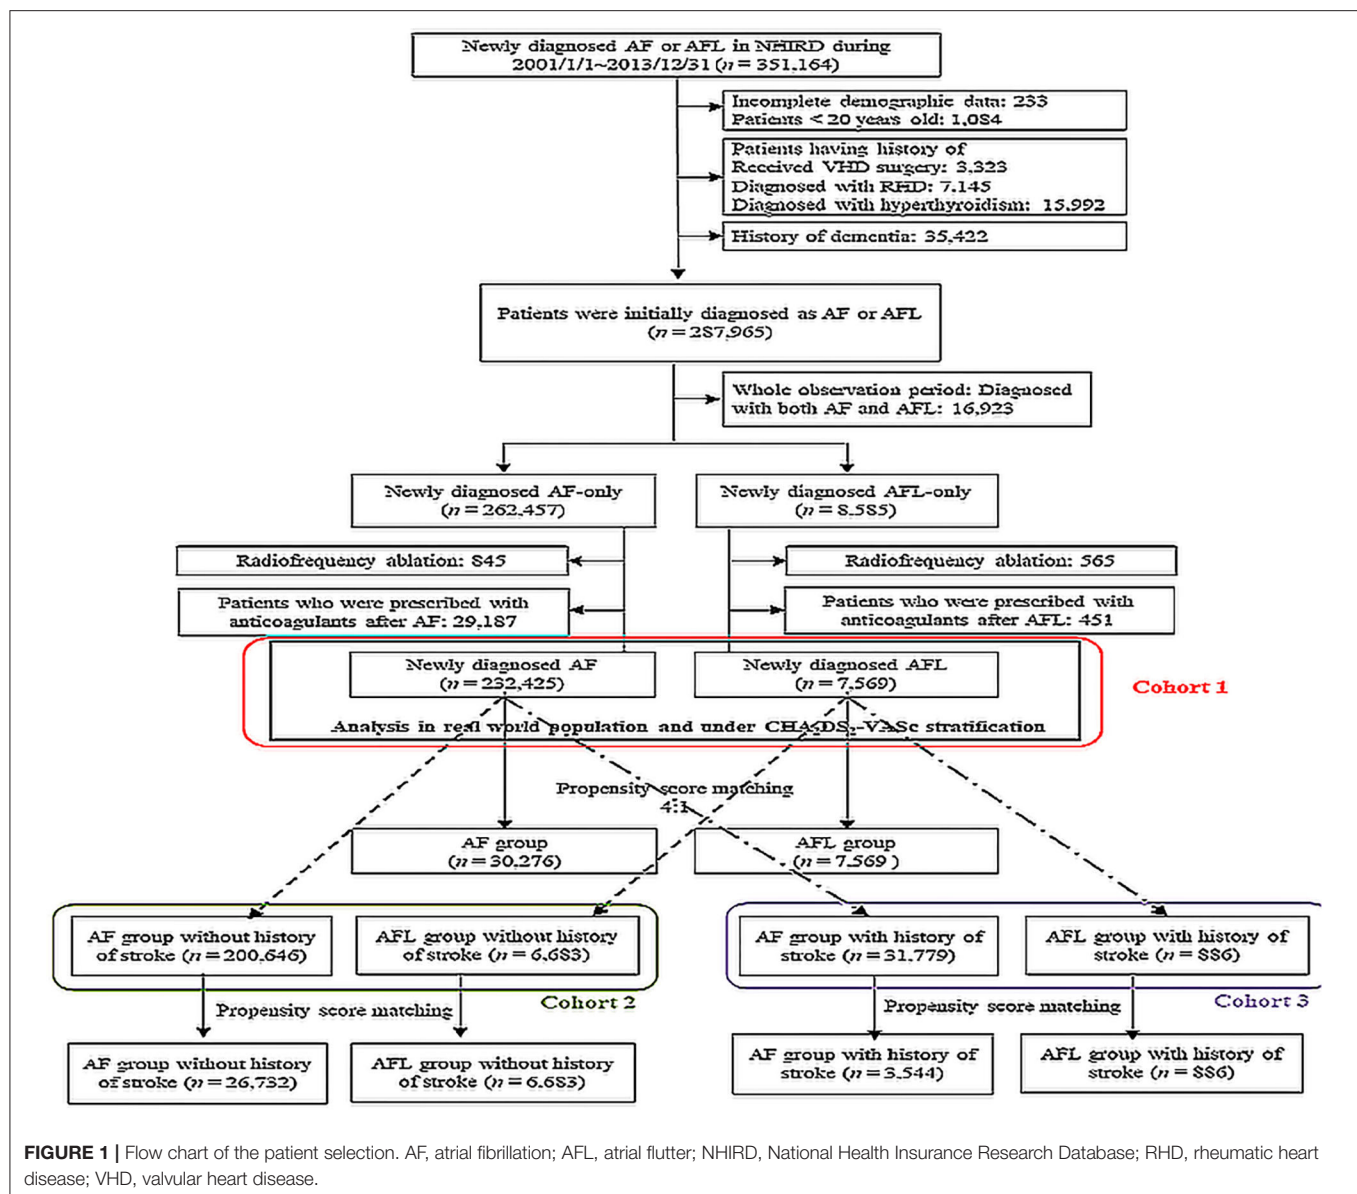 Newly diagnosed AF or AFL in NHIRD during
2001/1/1~2013/12/31 (n = 351,164)
Incomplete demographic data: 233
Patients < 20 years old: 1,084
Patients having history of
Received VHD surgery: 3,323
Diagnosed with RHD: 7,145
Diagnosed with hyperthyroidism: 15,992
History of dementia: 35,422
Patients were initially diagnosed as AF or AFL
(n = 287,965)
Whole observation period: Diagnosed
with both AF and AFL: 16,923
Newly diagnosed AF-only
(n = 262,457)
Newly diagnosed AFL-only
(n = 8,585)
Radiofrequency ablation: 845
Radiofrequency ablation: 565
Patients who were prescribed with
anticoagulants after AF: 29,187
Patients who were prescribed with
anticoagulants after AFL: 451
Newly diagnosed AF
(n = 232,425)
Newly diagnosed AFL
(n = 7,569)
Cohort 1
Analysis in real world population and under CHA2DS2-VASc stratification
Propensity score matching
4:1
AF group
(n = 30,276)
AFL group
(n = 7,569 )
AF group without history
of stroke (n = 200,646)
AFL group without history
of stroke (n = 6,683)
AF group with history of
stroke (n = 31,779)
AFL group with history of
stroke (n = 886)
Cohort 2
Cohort 3
Propensity score matching
Propensity score matching
AF group without history
of stroke (n = 26,732)
AFL group without history
of stroke (n = 6,683)
AF group with history of
stroke (n = 3,544)
AFL group with history of
stroke (n = 886)
FIGURE 1 | Flow chart of the patient selection. AF, atrial fibrillation; AFL, atrial flutter; NHIRD, National Health Insurance Research Database; RHD, rheumatic heart
disease; VHD, valvular heart disease.